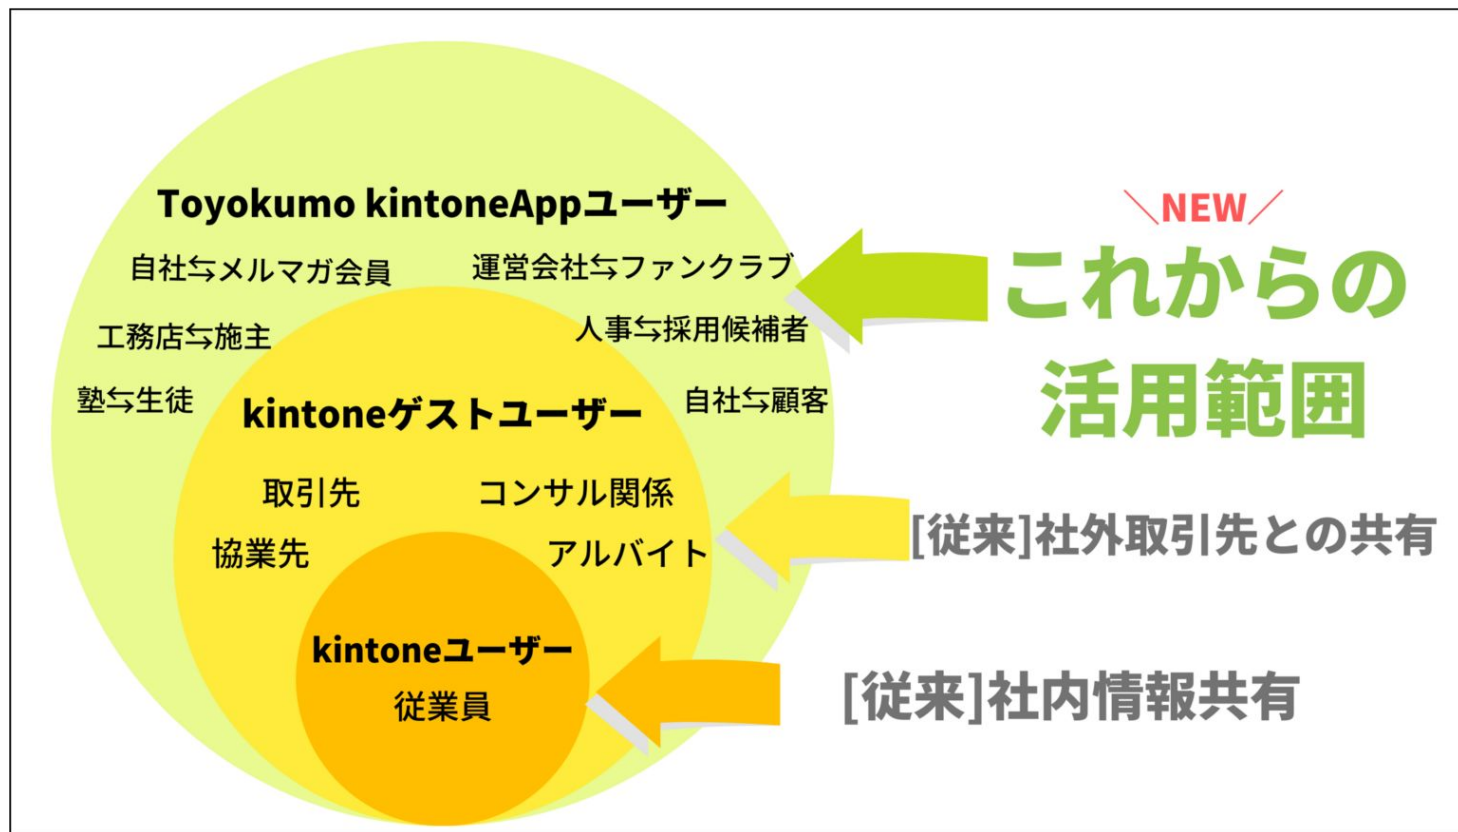 Toyokumo kintoneAppユーザー
自社⇆メルマガ会員
運営会社⇆ファンクラブ
工務店⇆施主
人事⇆採用候補者
塾⇆生徒
自社⇆顧客
kintoneゲストユーザー
取引先
コンサル関係
協業先
アルバイト
kintoneユーザー
従業員
＼NEW／
これからの
活用範囲
[従来]社外取引先との共有
[従来]社内情報共有